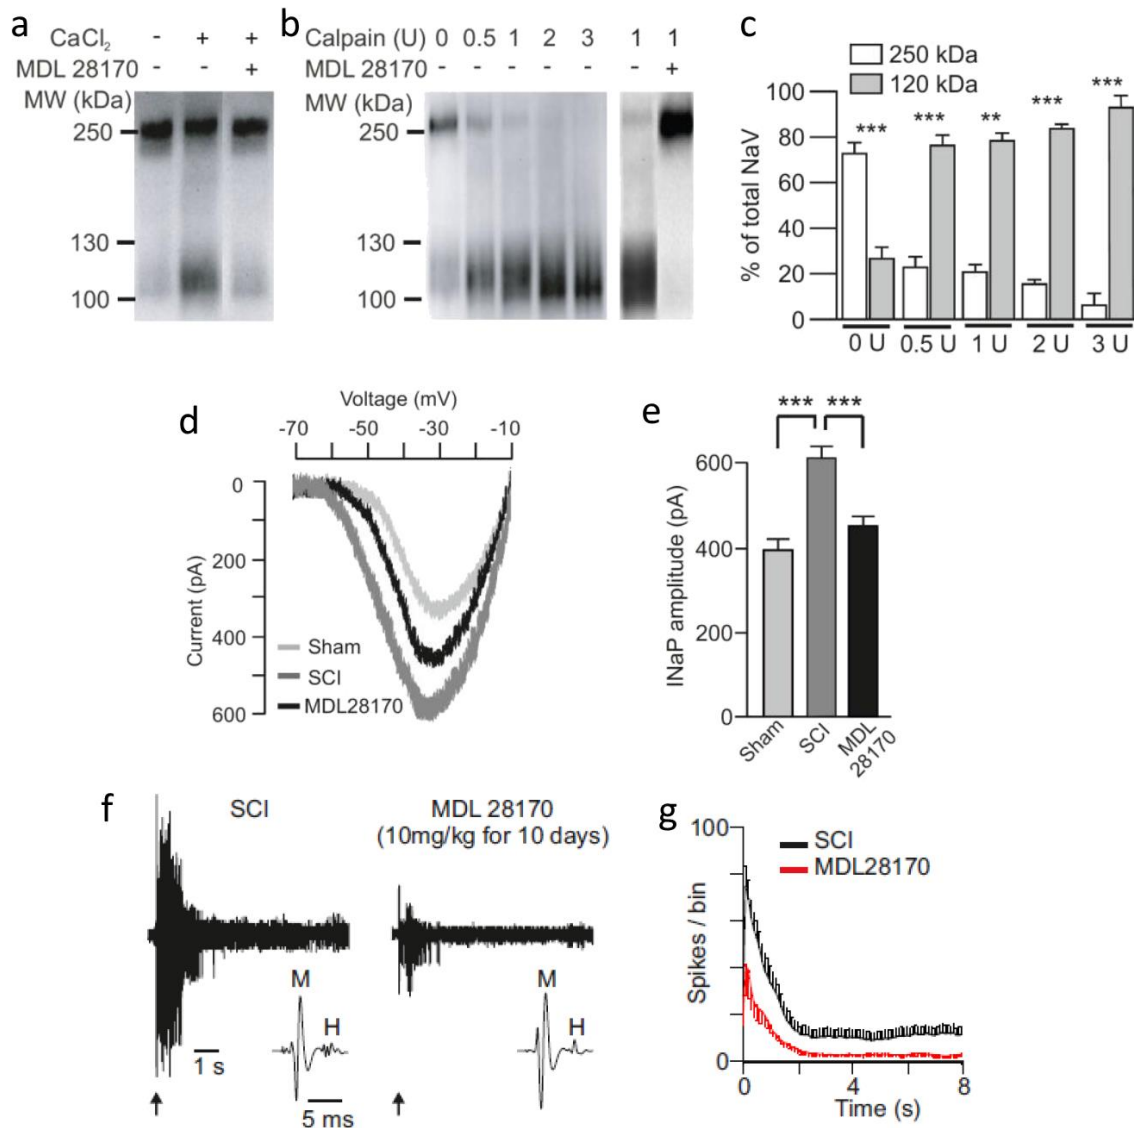 a
CaCl2 - + +
MDL 28170 - - +
MW (kDa)
250
130
100
b
Calpain (U) 0 0.5 1 2 3 1 1
MDL 28170 - - - - - - +
MW (kDa)
250
130
100
c
250 kDa
120 kDa
% of total NaV
100
80
60
40
20
0
*** *** ** *** ***
0 U 0.5 U 1 U 2 U 3 U
d
Voltage (mV)
-70 -50 -30 -10
Current (pA)
0
200
400
600
Sham
SCI
MDL28170
e
*** ***
INaP amplitude (pA)
600
400
200
0
Sham
SCI
MDL
28170
f
SCI
MDL 28170
(10mg/kg for 10 days)
M
H
1 s
5 ms
M
H
g
Spikes / bin
100
0
SCI
MDL28170
0 4 8
Time (s)